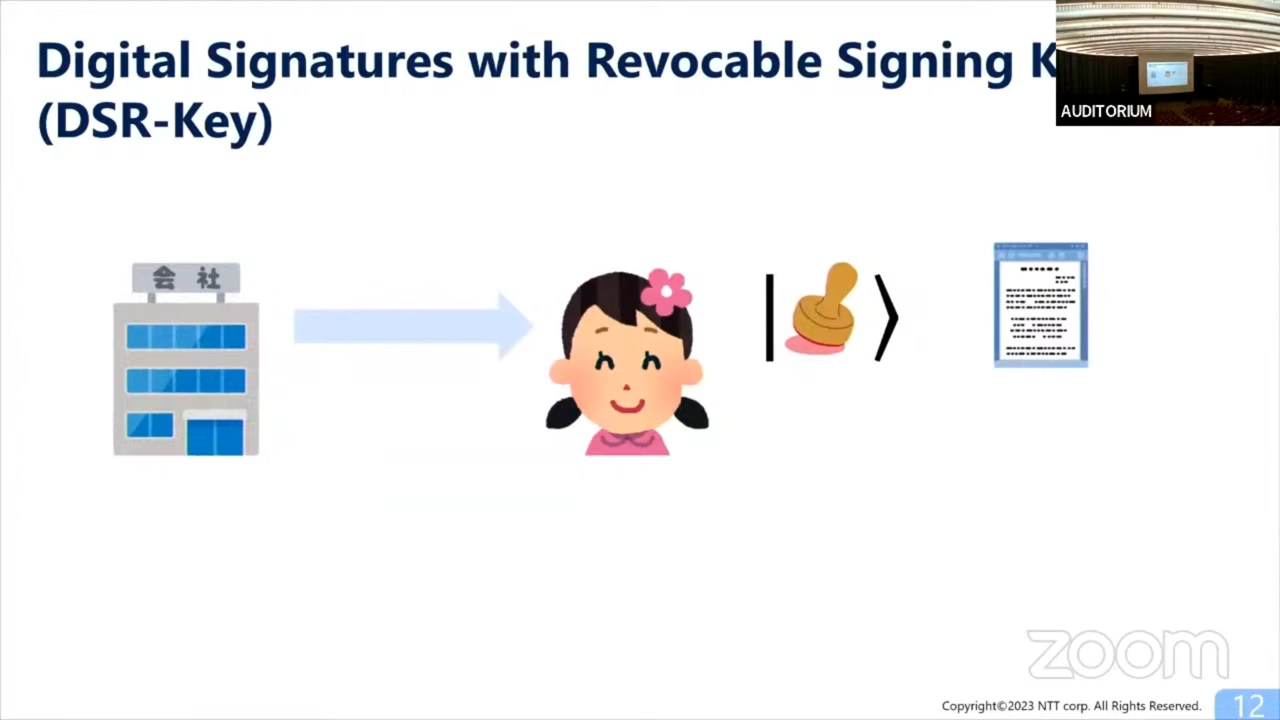 Digital Signatures with Revocable Signing K
(DSR-Key)
AUDITORIUM
会 社
zoom
Copyright©2023 NTT corp. All Rights Reserved.
12